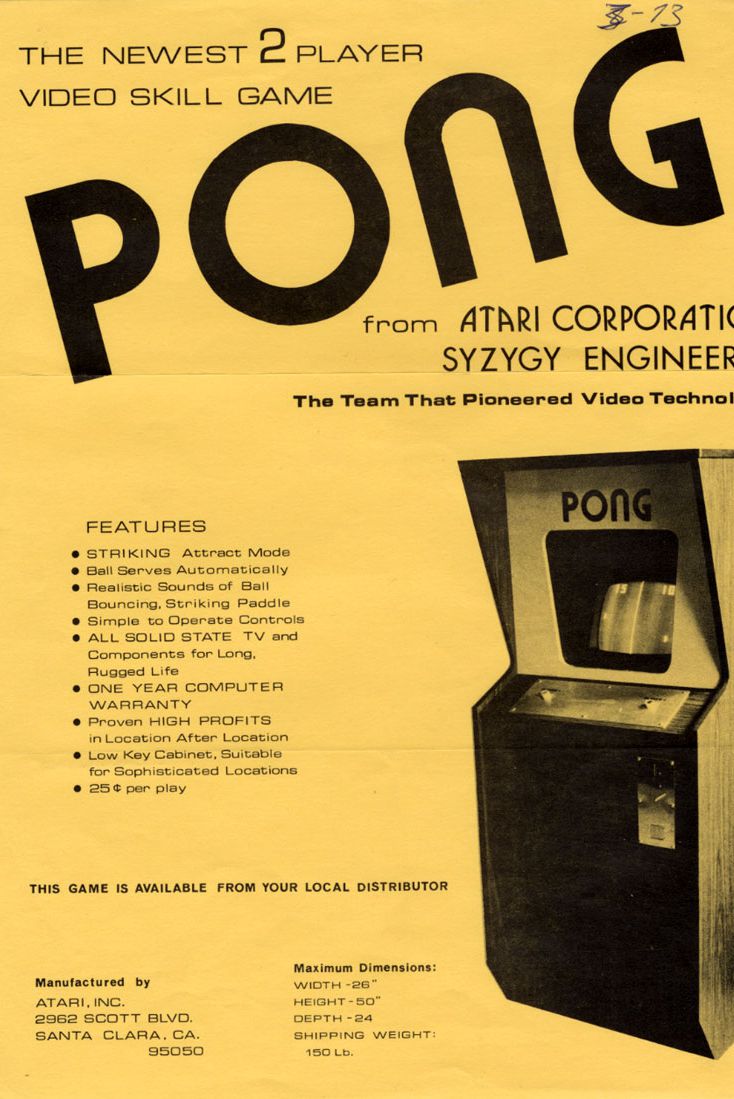 THE NEWEST 2 PLAYER
VIDEO SKILL GAME
PONG
from ATARI CORPORATIO
SYZYGY ENGINEER
The Team That Pioneered Video Technol
PONG
FEATURES
● STRIKING Attract Mode
● Ball Serves Automatically
● Realistic Sounds of Ball
Bouncing, Striking Paddle
● Simple to Operate Controls
● ALL SOLID STATE TV and
Components for Long,
Rugged Life
● ONE YEAR COMPUTER
WARRANTY
● Proven HIGH PROFITS
in Location After Location
● Low Key Cabinet, Suitable
for Sophisticated Locations
● 25¢ per play
THIS GAME IS AVAILABLE FROM YOUR LOCAL DISTRIBUTOR
Manufactured by
ATARI, INC.
2962 SCOTT BLVD.
SANTA CLARA, CA.
95050
Maximum Dimensions:
WIDTH -26"
HEIGHT-50"
DEPTH -24
SHIPPING WEIGHT:
150 Lb.